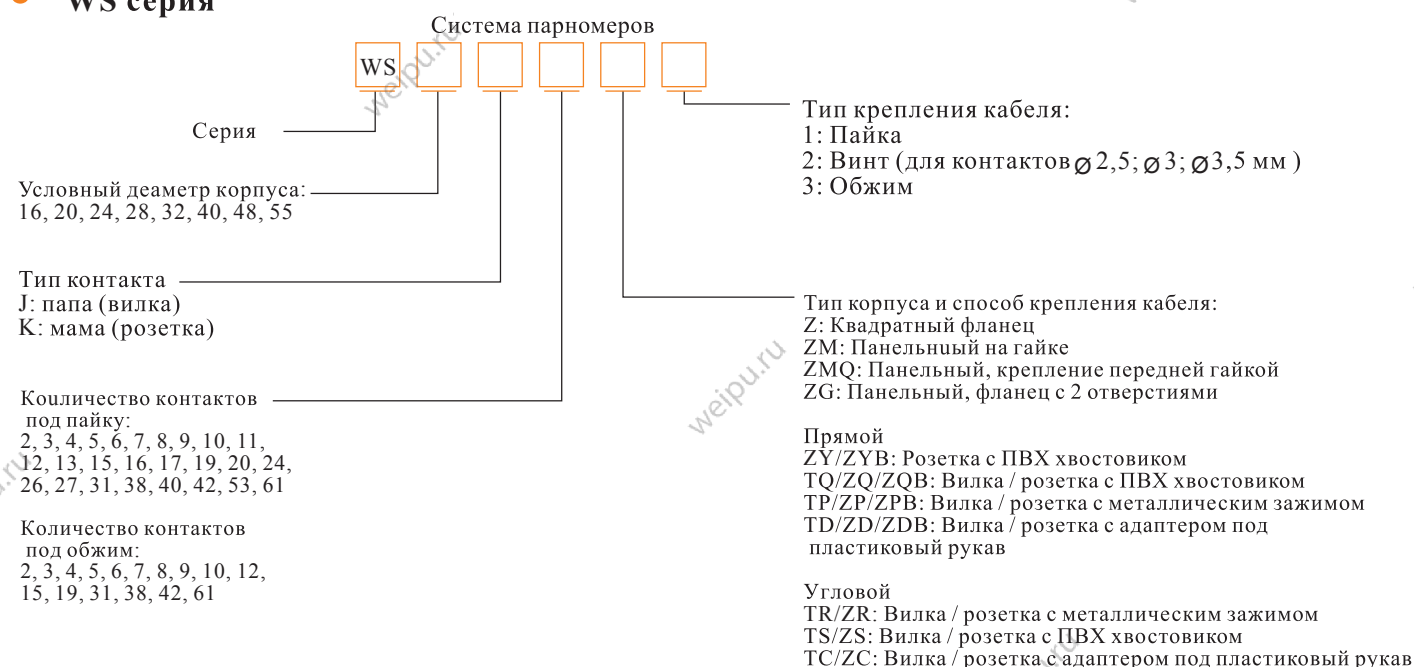 WS серия
Система парномеров
WS
Серия
Условный деаметр корпуса:
16, 20, 24, 28, 32, 40, 48, 55
Тип контакта
J: папа (вилка)
K: мама (розетка)
Коuличество контактов
под пайку:
2, 3, 4, 5, 6, 7, 8, 9, 10, 11,
12, 13, 15, 16, 17, 19, 20, 24,
26, 27, 31, 38, 40, 42, 53, 61
Количество контактов
под обжим:
2, 3, 4, 5, 6, 7, 8, 9, 10, 12,
15, 19, 31, 38, 42, 61
Тип крепления кабеля:
1: Пайка
2: Винт (для контактов ø 2,5; ø 3; ø 3,5 мм )
3: Обжим
Тип корпуса и способ крепления кабеля:
Z: Квадратный фланец
ZM: Панельнuый на гайке
ZMQ: Панельный, крепление передней гайкой
ZG: Панельный, фланец с 2 отверстиями
Прямой
ZY/ZYB: Розетка с ПВХ хвостовиком
TQ/ZQ/ZQB: Вилка / розетка с ПВХ хвостовиком
TP/ZP/ZPB: Вилка / розетка с металлическим зажимом
TD/ZD/ZDB: Вилка / розетка с адаптером под
пластиковый рукав
Угловой
TR/ZR: Вилка / розетка с металлическим зажимом
TS/ZS: Вилка / розетка с ПВХ хвостовиком
TC/ZC: Вилка / розетка с адаптером под пластиковый рукав
weipu.ru
weipu.ru